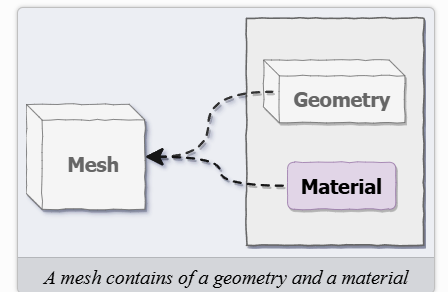 Geometry
Mesh
Material
A mesh contains of a geometry and a material